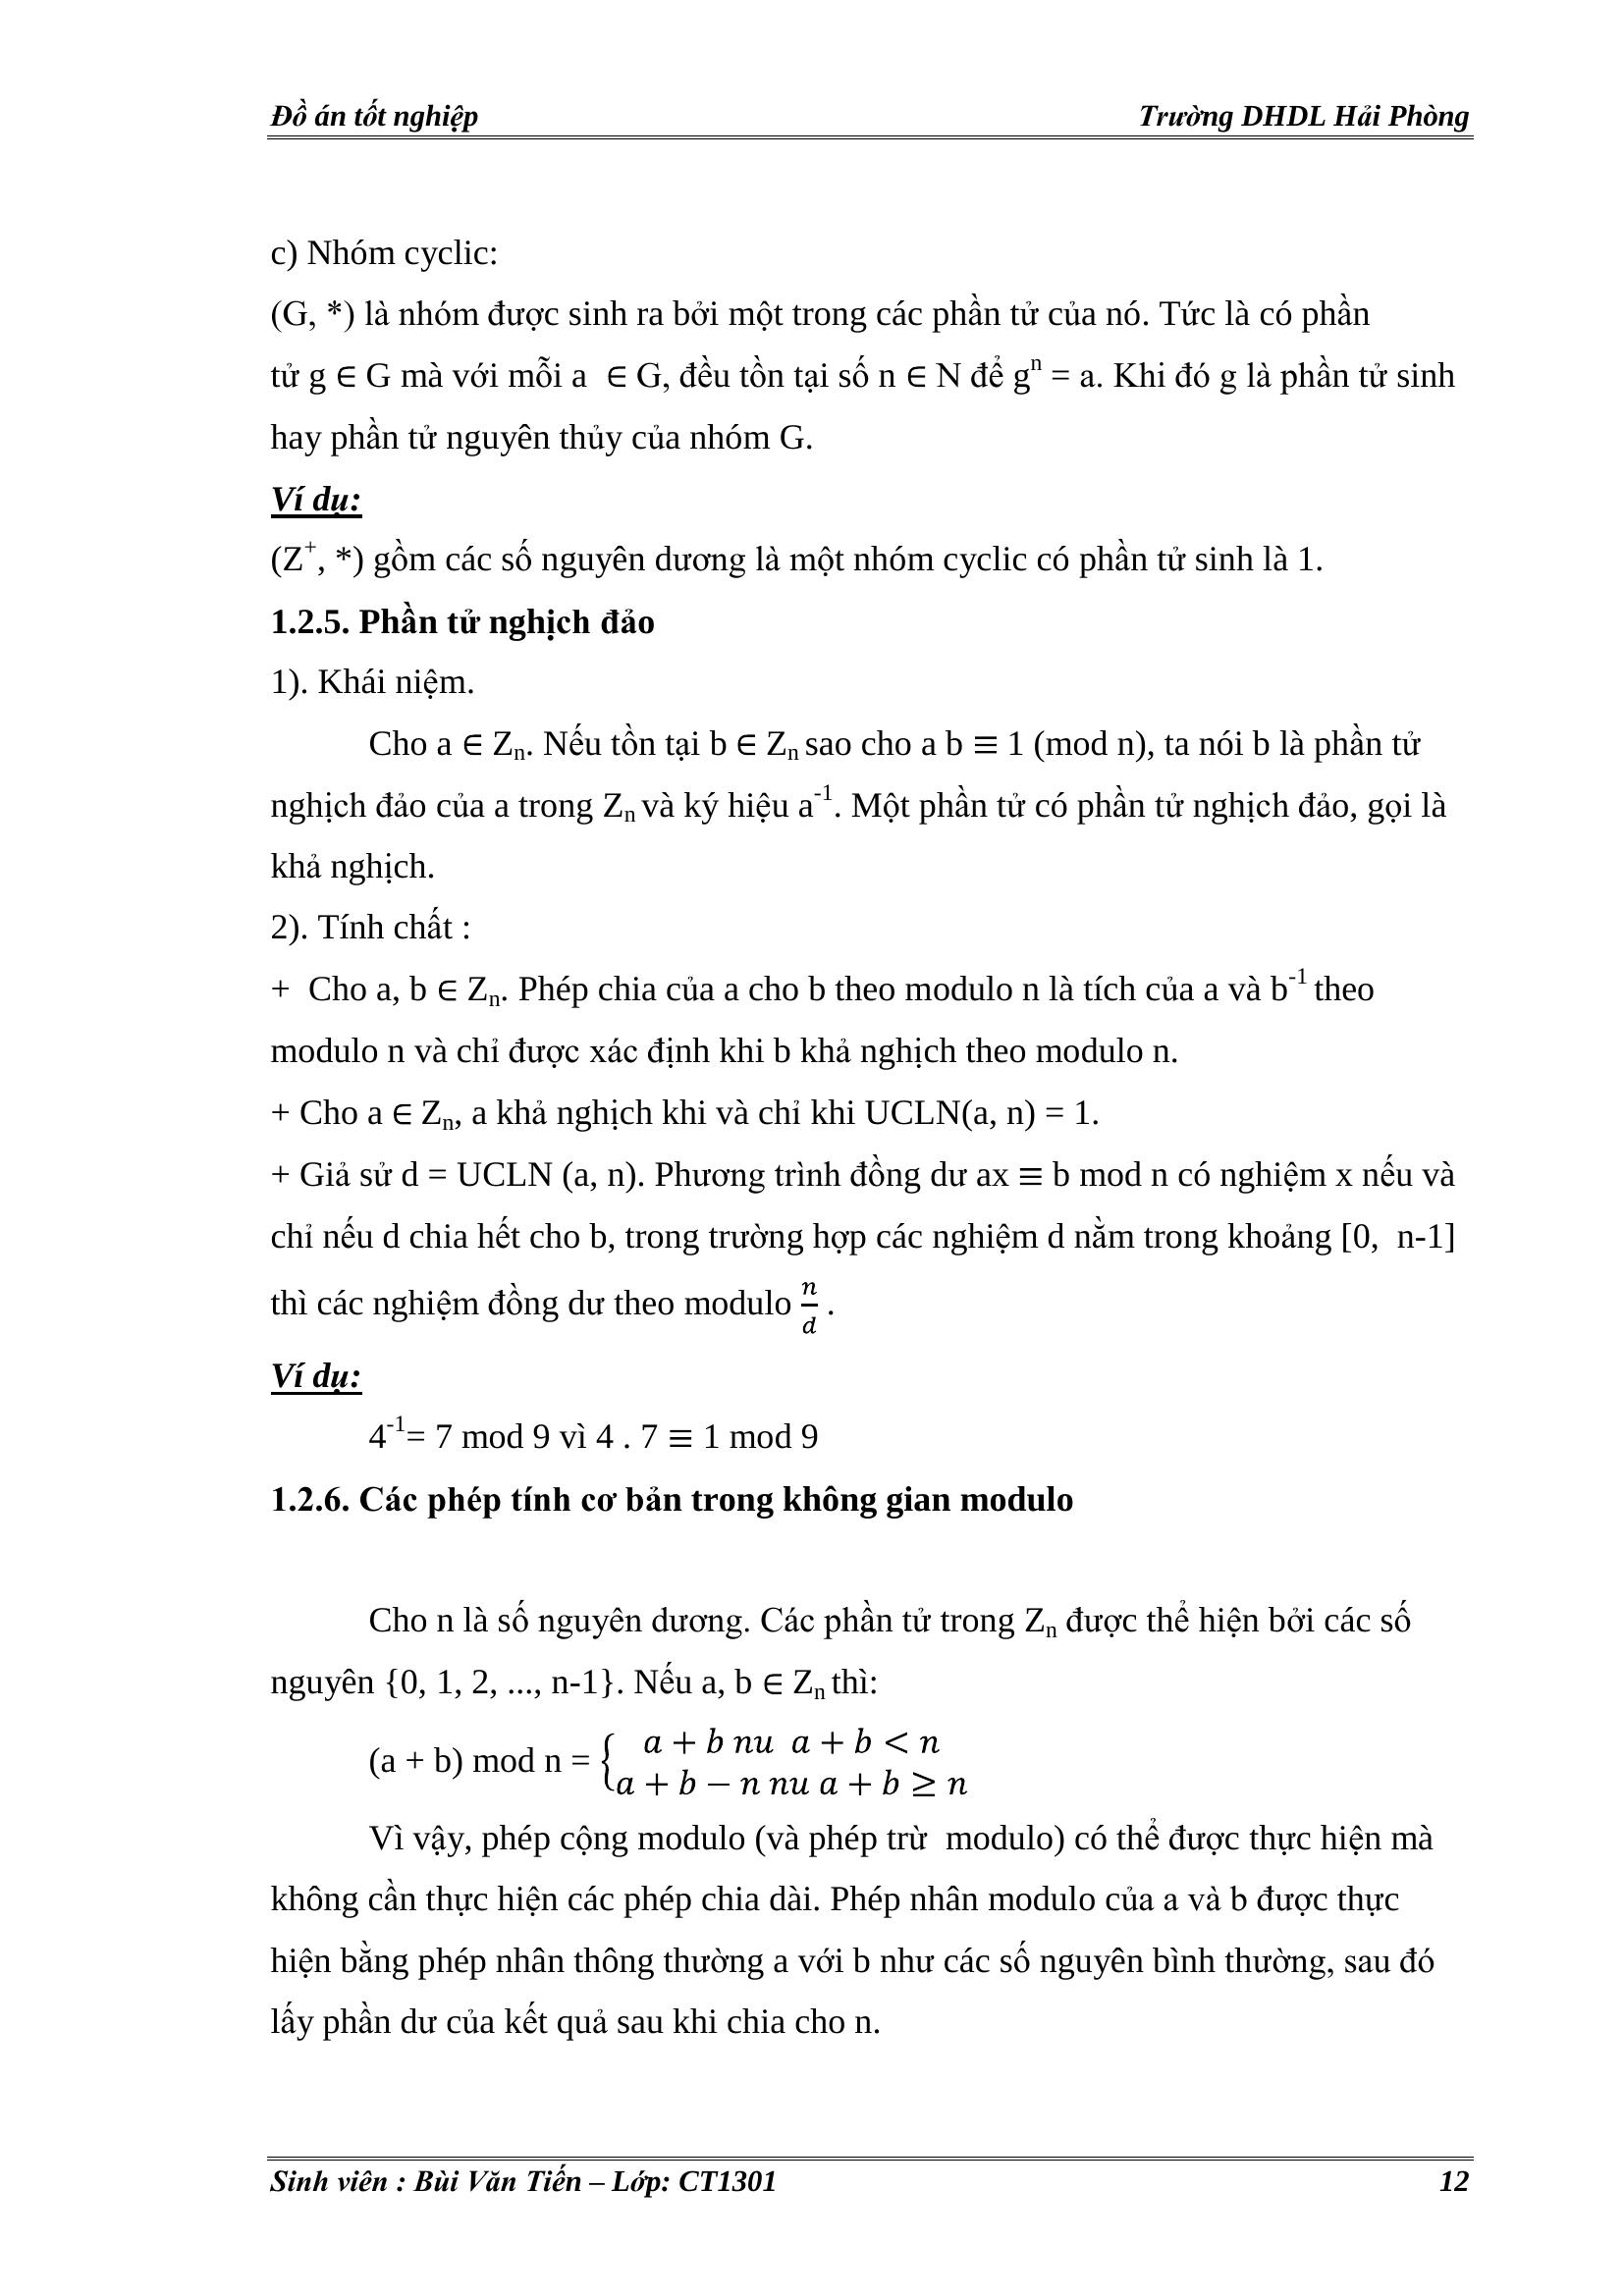 Đồ án tốt nghiệp Trường DHDL Hải Phòng
c) Nhóm cyclic:
(G, *) là nhóm được sinh ra bởi một trong các phần tử của nó. Tức là có phần
tử g ∈ G mà với mỗi a ∈ G, đều tồn tại số n ∈ N để gⁿ = a. Khi đó g là phần tử sinh
hay phần tử nguyên thủy của nhóm G.
Ví dụ:
(Z⁺, *) gồm các số nguyên dương là một nhóm cyclic có phần tử sinh là 1.
1.2.5. Phần tử nghịch đảo
1). Khái niệm.
Cho a ∈ Zₙ. Nếu tồn tại b ∈ Zₙ sao cho a b ≡ 1 (mod n), ta nói b là phần tử
nghịch đảo của a trong Zₙ và ký hiệu a⁻¹. Một phần tử có phần tử nghịch đảo, gọi là
khả nghịch.
2). Tính chất :
+ Cho a, b ∈ Zₙ. Phép chia của a cho b theo modulo n là tích của a và b⁻¹ theo
modulo n và chỉ được xác định khi b khả nghịch theo modulo n.
+ Cho a ∈ Zₙ, a khả nghịch khi và chỉ khi UCLN(a, n) = 1.
+ Giả sử d = UCLN (a, n). Phương trình đồng dư ax ≡ b mod n có nghiệm x nếu và
chỉ nếu d chia hết cho b, trong trường hợp các nghiệm d nằm trong khoảng [0, n-1]
thì các nghiệm đồng dư theo modulo n/d .
Ví dụ:
4⁻¹= 7 mod 9 vì 4 . 7 ≡ 1 mod 9
1.2.6. Các phép tính cơ bản trong không gian modulo
Cho n là số nguyên dương. Các phần tử trong Zₙ được thể hiện bởi các số
nguyên {0, 1, 2, ..., n-1}. Nếu a, b ∈ Zₙ thì:
(a + b) mod n = { a + b nu a + b < n
a + b − n nu a + b ≥ n
Vì vậy, phép cộng modulo (và phép trừ modulo) có thể được thực hiện mà
không cần thực hiện các phép chia dài. Phép nhân modulo của a và b được thực
hiện bằng phép nhân thông thường a với b như các số nguyên bình thường, sau đó
lấy phần dư của kết quả sau khi chia cho n.
Sinh viên : Bùi Văn Tiến – Lớp: CT1301 12